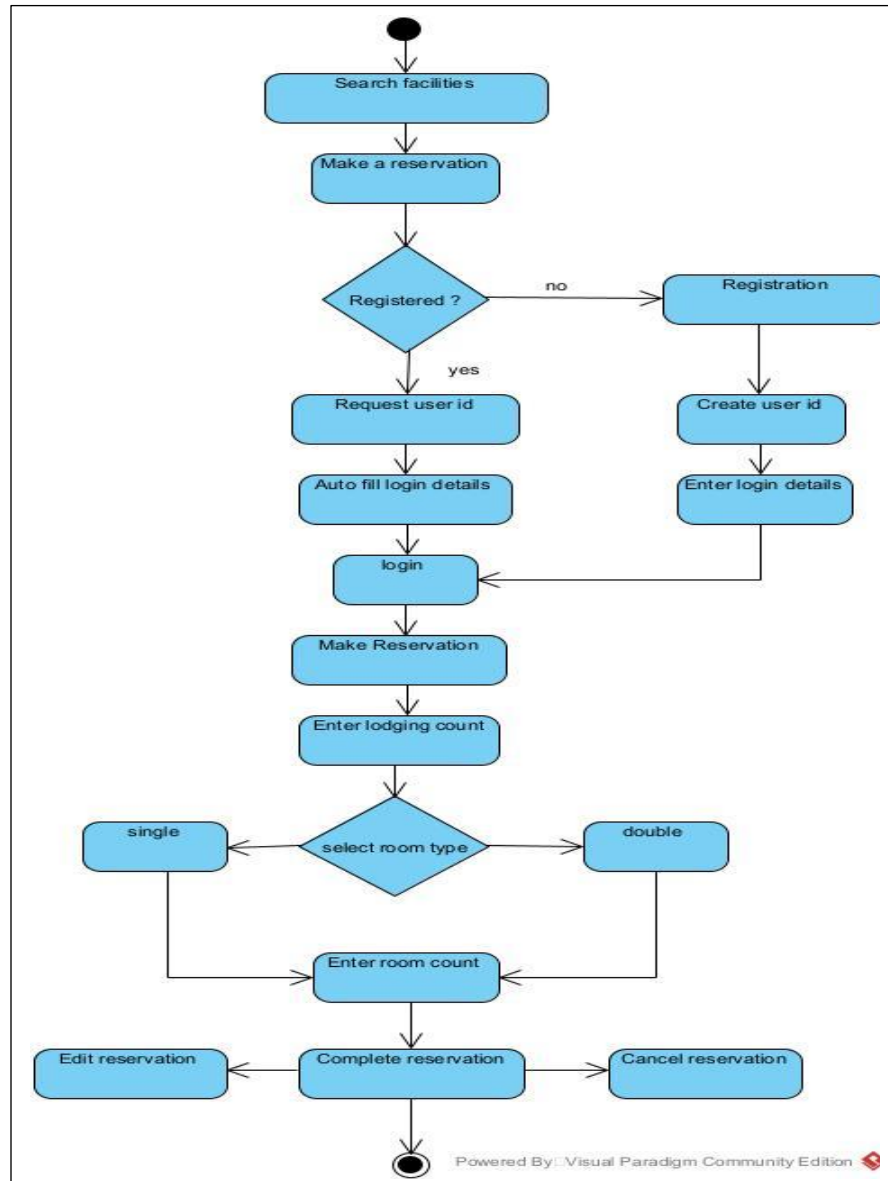 Search facilities
Make a reservation
Registered ?
no
Registration
yes
Request user id
Create user id
Auto fill login details
Enter login details
login
Make Reservation
Enter lodging count
single
select room type
double
Enter room count
Edit reservation
Complete reservation
Cancel reservation
Powered By Visual Paradigm Community Edition